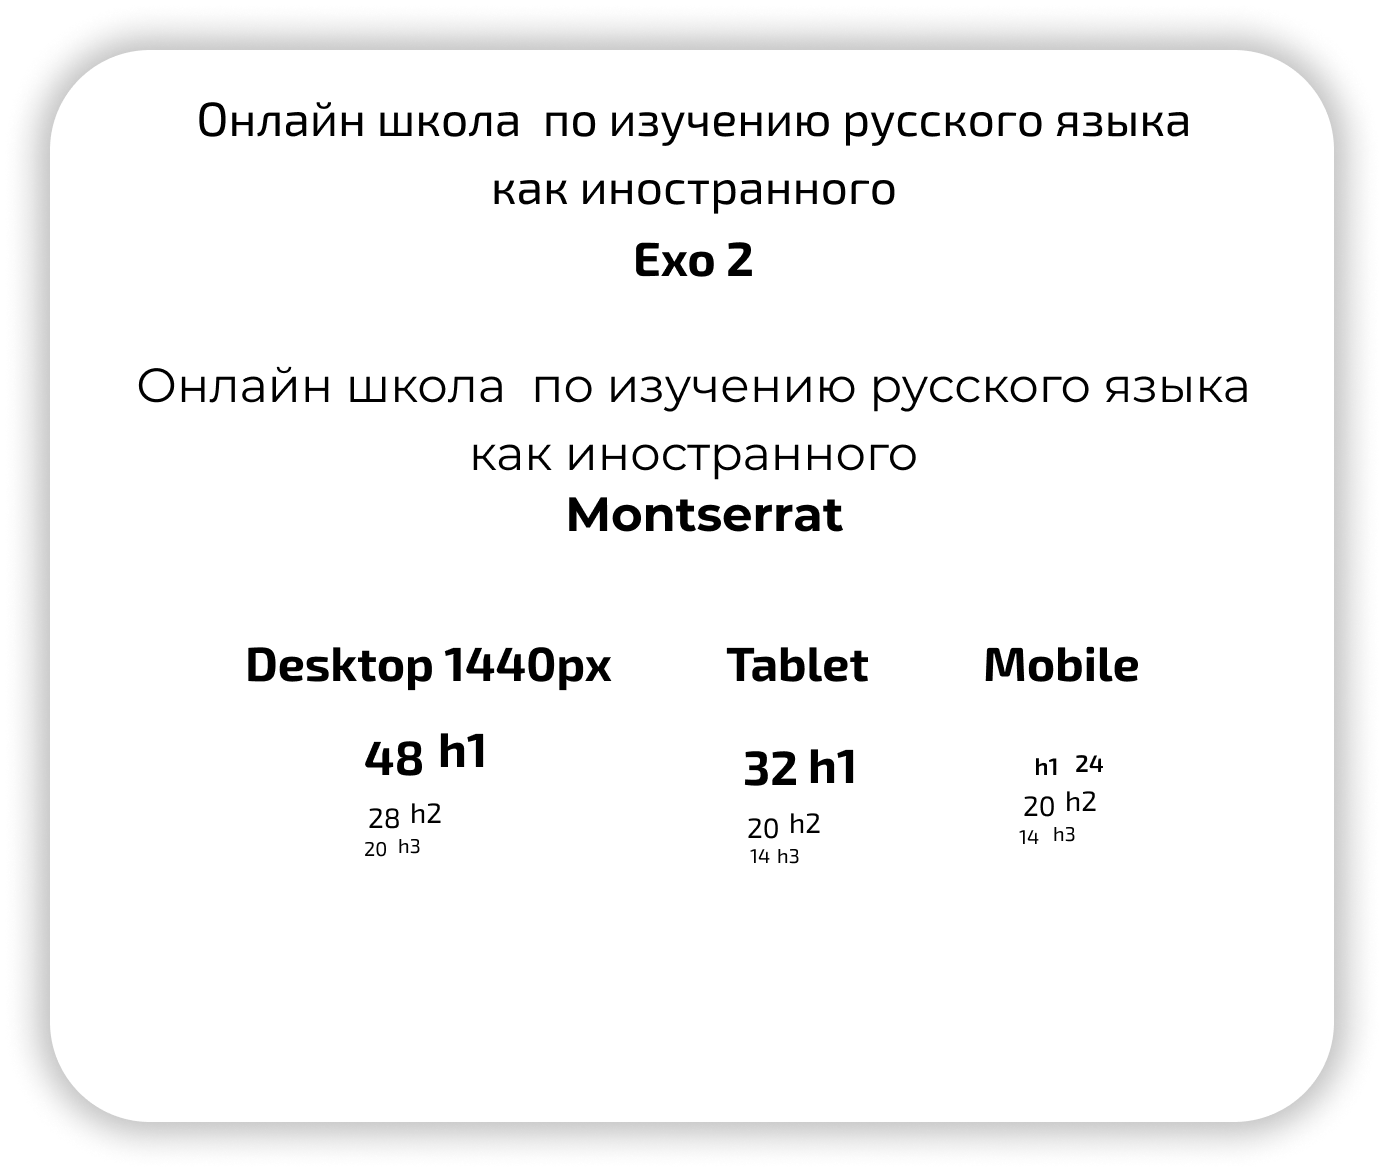 Онлайн школа  по изучению русского языка
как иностранного
Exo 2
Онлайн школа  по изучению русского языка
как иностранного
Montserrat
Desktop 1440px
48 h1
28 h2
20 h3
Tablet
32 h1
20 h2
14 h3
Mobile
h1 24
20 h2
14 h3